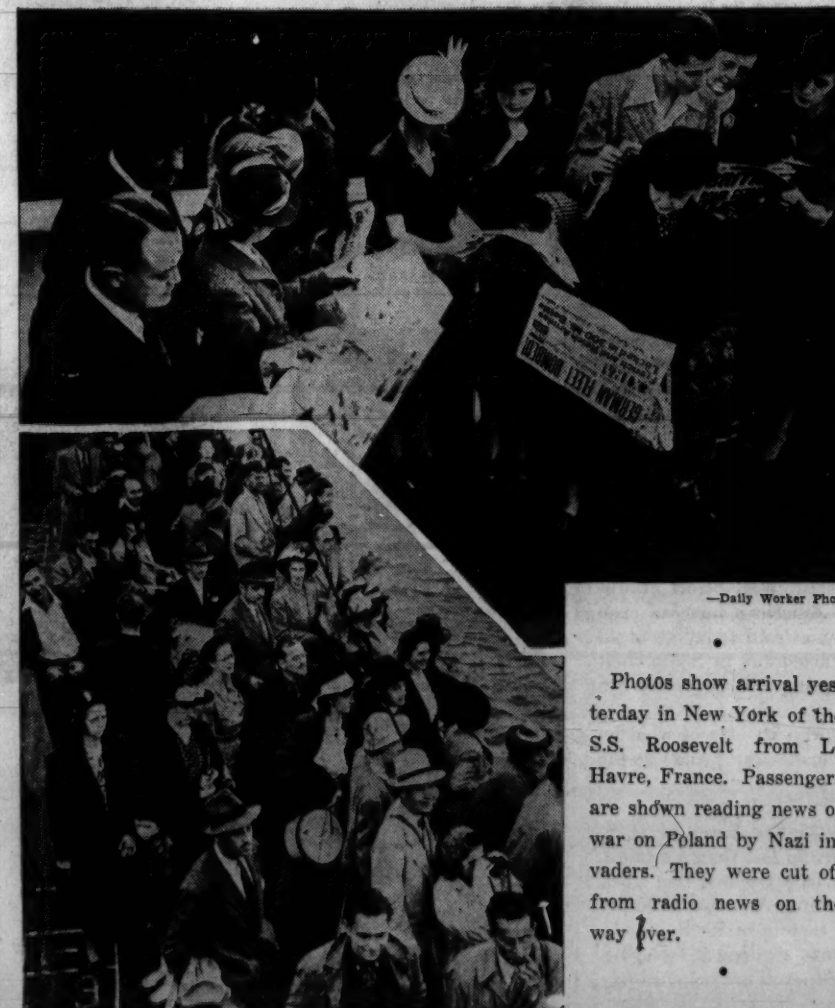 GERMAN FLEET BOMBED
—Daily Worker Pho
Photos show arrival yes
terday in New York of the
S.S. Roosevelt from L
Havre, France. Passenger
are shown reading news o
war on Poland by Nazi in
vaders. They were cut of
from radio news on the
way over.